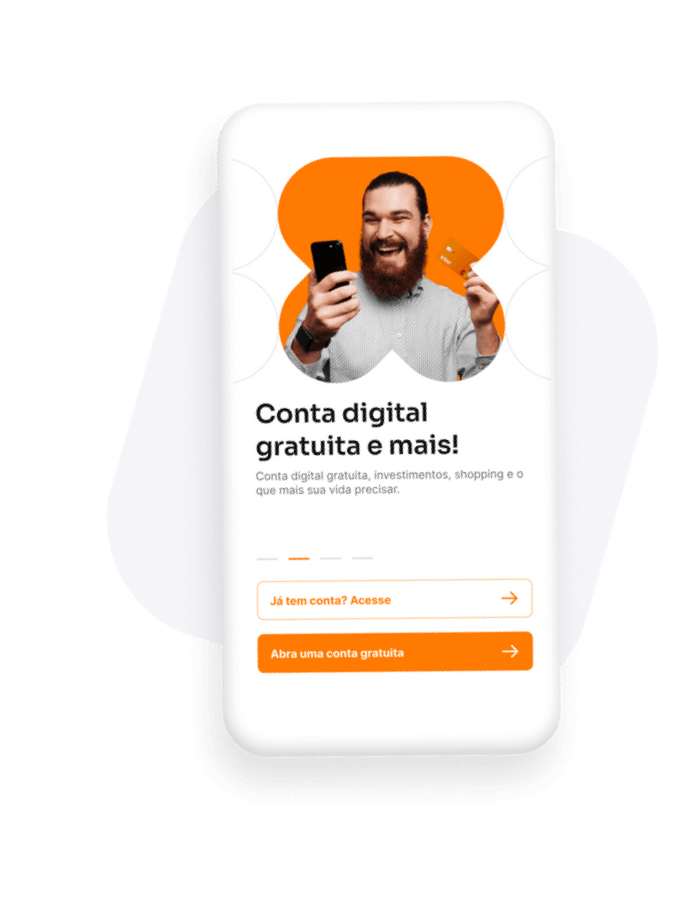 Conta digital
gratuita e mais!
Conta digital gratuita, investimentos, shopping e o
que mais sua vida precisar.
Já tem conta? Acesse
Abra uma conta gratuita